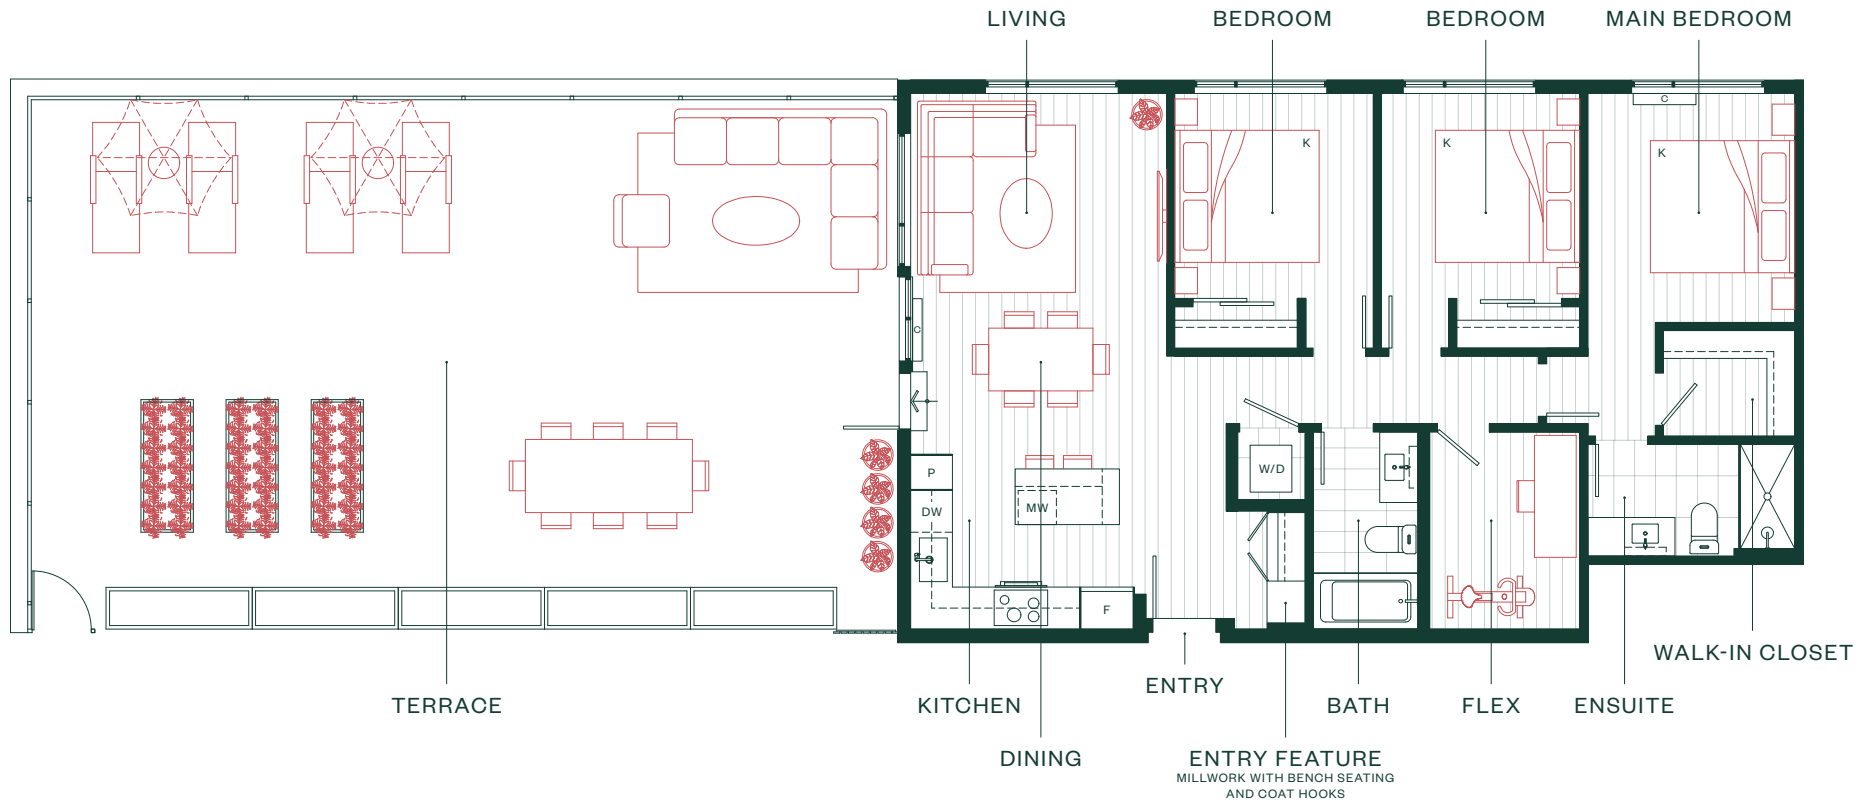 LIVING
BEDROOM
BEDROOM
MAIN BEDROOM
C
K
K
K
C
P
DW
MW
W/D
F
TERRACE
KITCHEN
DINING
ENTRY
ENTRY FEATURE
MILLWORK WITH BENCH SEATING
AND COAT HOOKS
BATH
FLEX
ENSUITE
WALK-IN CLOSET